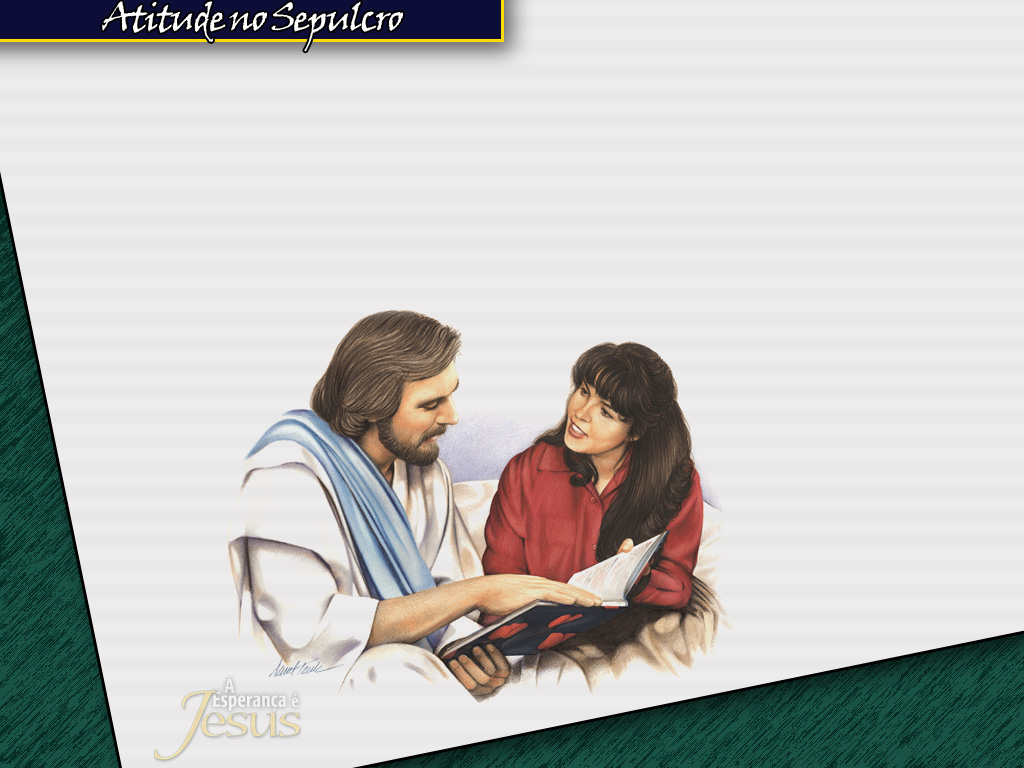 Atitude no Sepulcro
A
Esperança é
Jesus